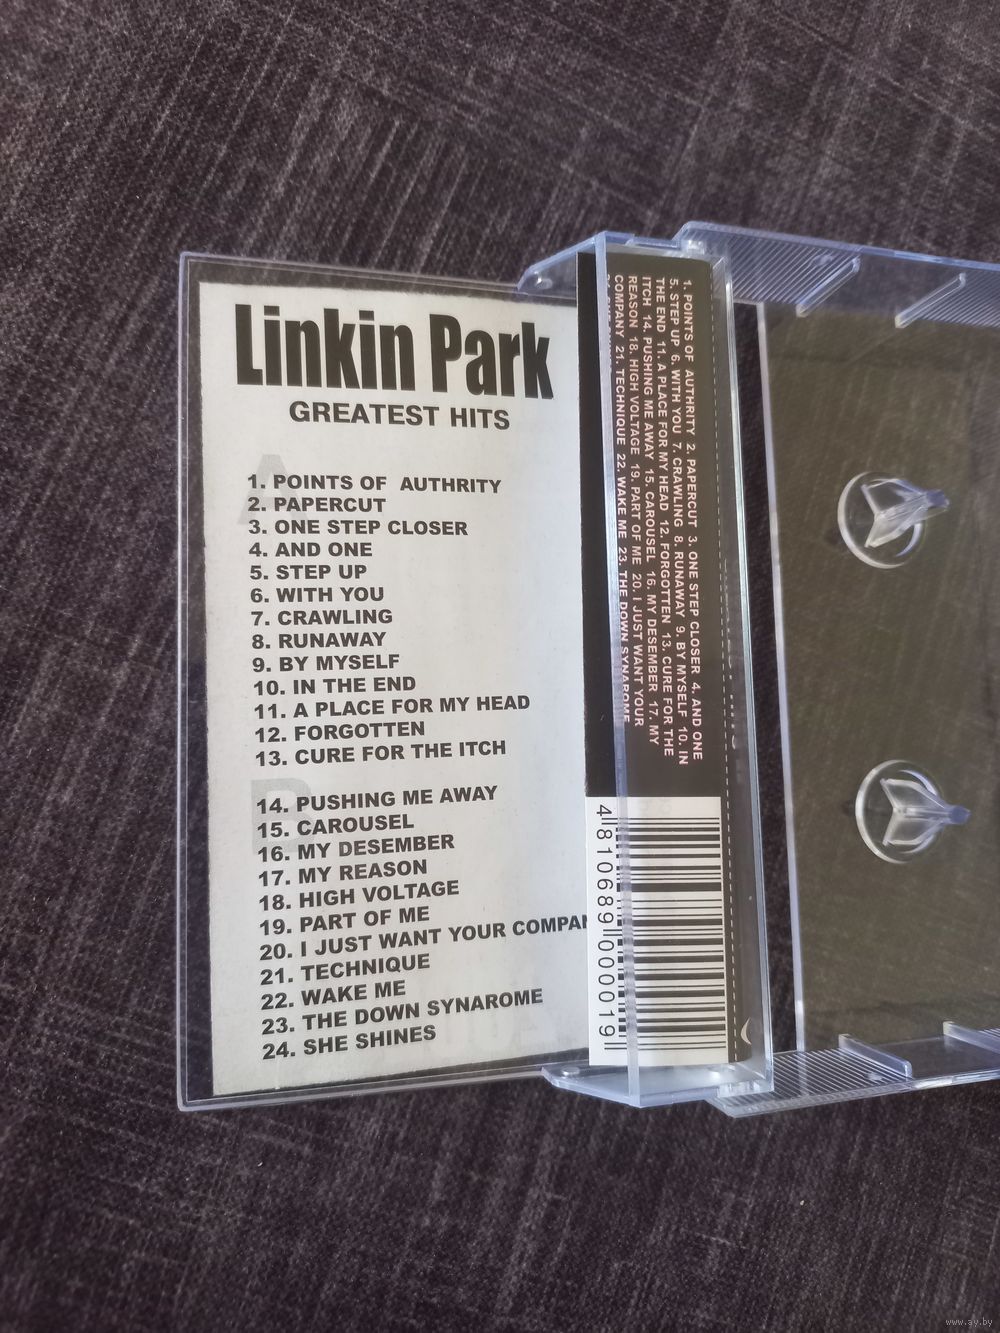 Linkin Park
GREATEST HITS
A
1. POINTS OF AUTHRITY
2. PAPERCUT
3. ONE STEP CLOSER
4. AND ONE
5. STEP UP
6. WITH YOU
7. CRAWLING
8. RUNAWAY
9. BY MYSELF
10. IN THE END
11. A PLACE FOR MY HEAD
12. FORGOTTEN
13. CURE FOR THE ITCH
B
14. PUSHING ME AWAY
15. CAROUSEL
16. MY DESEMBER
17. MY REASON
18. HIGH VOLTAGE
19. PART OF ME
20. I JUST WANT YOUR COMPAN
21. TECHNIQUE
22. WAKE ME
23. THE DOWN SYNAROME
24. SHE SHINES
1. POINTS OF AUTHRITY 2. PAPERCUT 3. ONE STEP CLOSER 4. AND ONE
5. STEP UP 6. WITH YOU 7. CRAWLING 8. RUNAWAY 9. BY MYSELF 10. IN
THE END 11. A PLACE FOR MY HEAD 12. FORGOTTEN 13. CURE FOR THE
ITCH 14. PUSHING ME AWAY 15. CAROUSEL 16. MY DESEMBER 17. MY
REASON 18. HIGH VOLTAGE 19. PART OF ME 20. I JUST WANT YOUR
COMPANY 21. TECHNIQUE 22. WAKE ME 23. THE DOWN SYNAROME
4 810689 000019
www.ay.by